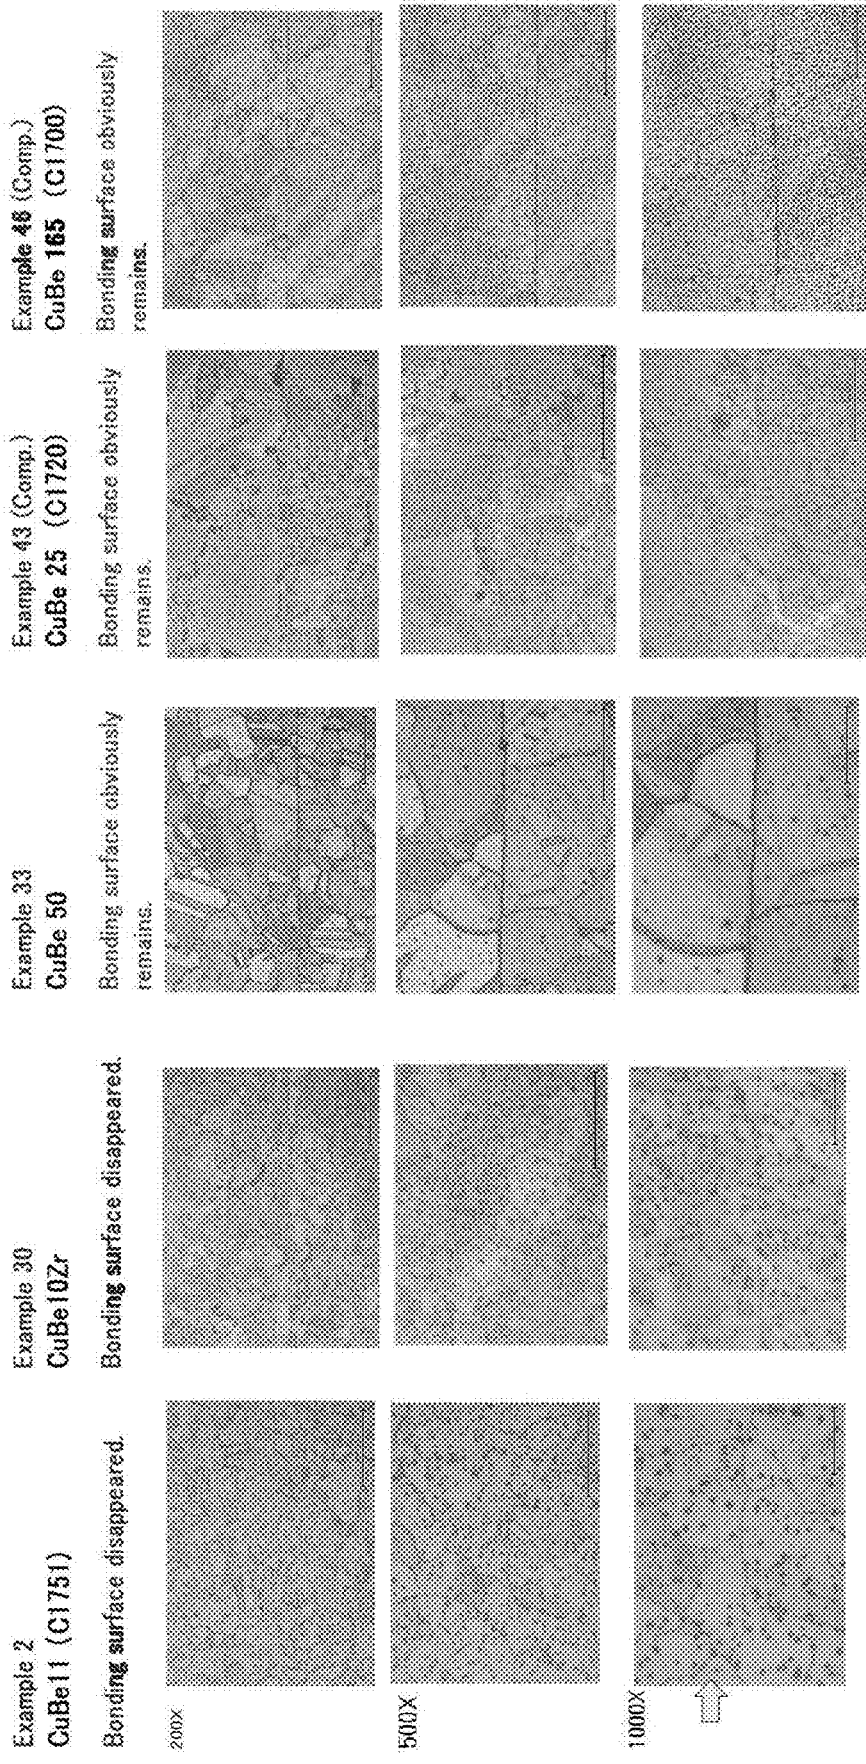 Example 2
CuBe11 (C1751)
Bonding surface disappeared.
Example 30
CuBe10Zr
Bonding surface disappeared.
Example 33
CuBe 50
Bonding surface obviously
remains.
Example 43 (Comp.)
CuBe 25 (C1720)
Bonding surface obviously
remains.
Example 46 (Comp.)
CuBe 165 (C1700)
Bonding surface obviously
remains.
200X
500X
1000X